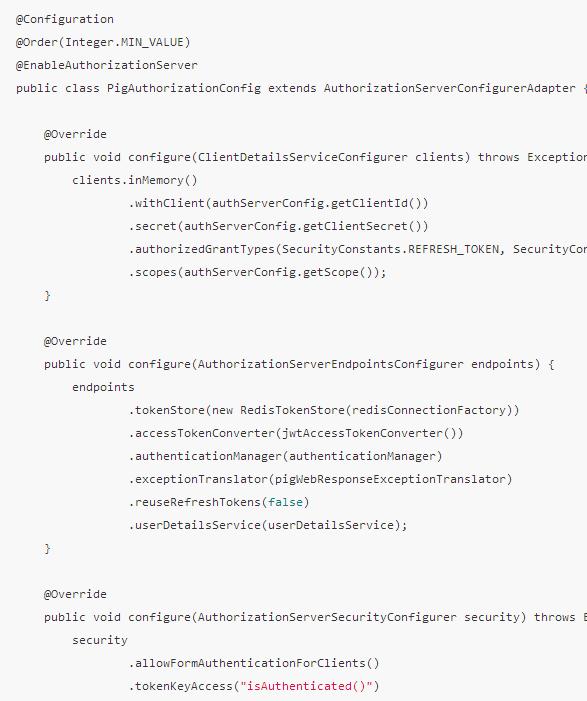 @Configuration
@Order(Integer.MIN_VALUE)
@EnableAuthorizationServer
public class PigAuthorizationConfig extends AuthorizationServerConfigurerAdapter {
@Override
public void configure(ClientDetailsServiceConfigurer clients) throws Exception
clients.inMemory()
.withClient(authServerConfig.getClientId())
.secret(authServerConfig.getClientSecret())
.authorizedGrantTypes(SecurityConstants.REFRESH_TOKEN, SecurityCon
.scopes(authServerConfig.getScope());
}
@Override
public void configure(AuthorizationServerEndpointsConfigurer endpoints) {
endpoints
.tokenStore(new RedisTokenStore(redisConnectionFactory))
.accessTokenConverter(jwtAccessTokenConverter())
.authenticationManager(authenticationManager)
.exceptionTranslator(pigWebResponseExceptionTranslator)
.reuseRefreshTokens(false)
.userDetailsService(userDetailsService);
}
@Override
public void configure(AuthorizationServerSecurityConfigurer security) throws E
security
.allowFormAuthenticationForClients()
.tokenKeyAccess("isAuthenticated()")